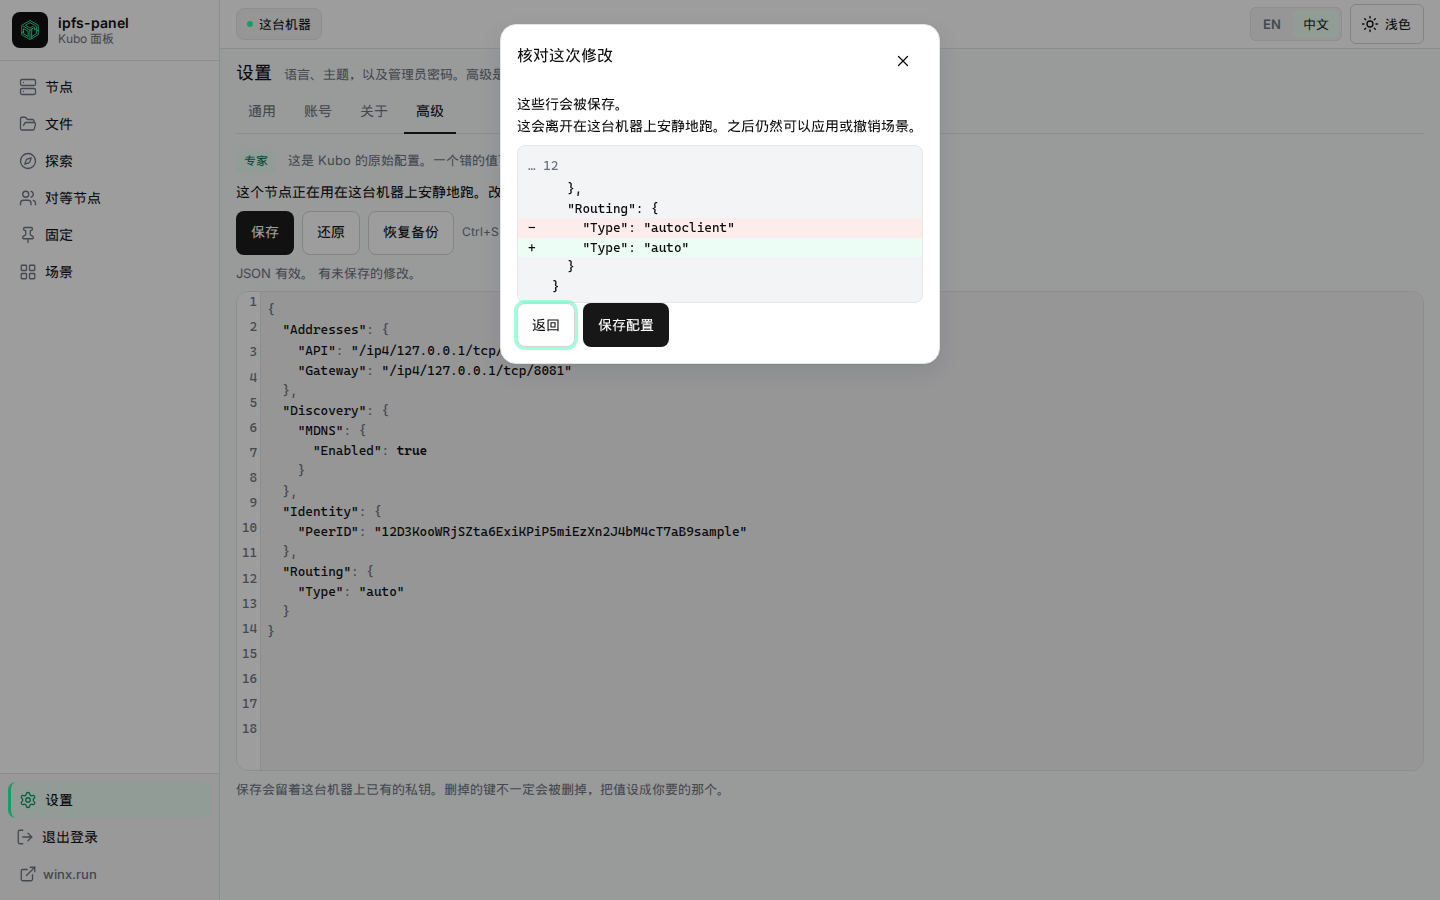 ipfs-panel
Kubo 面板
节点
文件
探索
对等节点
固定
场景
设置
退出登录
winx.run
这台机器
EN
中文
浅色
设置
语言、主题，以及管理员密码。高级是
通用
账号
关于
高级
专家
这是 Kubo 的原始配置。一个错的值
这个节点正在用在这台机器上安静地跑。改
保存
还原
恢复备份
Ctrl+S
JSON 有效。 有未保存的修改。
1
2
3
4
5
6
7
8
9
10
11
12
13
14
15
16
17
18
{
"Addresses": {
"API": "/ip4/127.0.0.1/tcp/
"Gateway": "/ip4/127.0.0.1/tcp/8081"
},
"Discovery": {
"MDNS": {
"Enabled": true
}
},
"Identity": {
"PeerID": "12D3KooWRjSZta6ExiKPiP5miEzXn2J4bM4cT7aB9sample"
},
"Routing": {
"Type": "auto"
}
}
保存会留着这台机器上已有的私钥。删掉的键不一定会被删掉，把值设成你要的那个。
核对这次修改
这些行会被保存。
这会离开在这台机器上安静地跑。之后仍然可以应用或撤销场景。
… 12
},
"Routing": {
- "Type": "autoclient"
+ "Type": "auto"
}
}
返回
保存配置